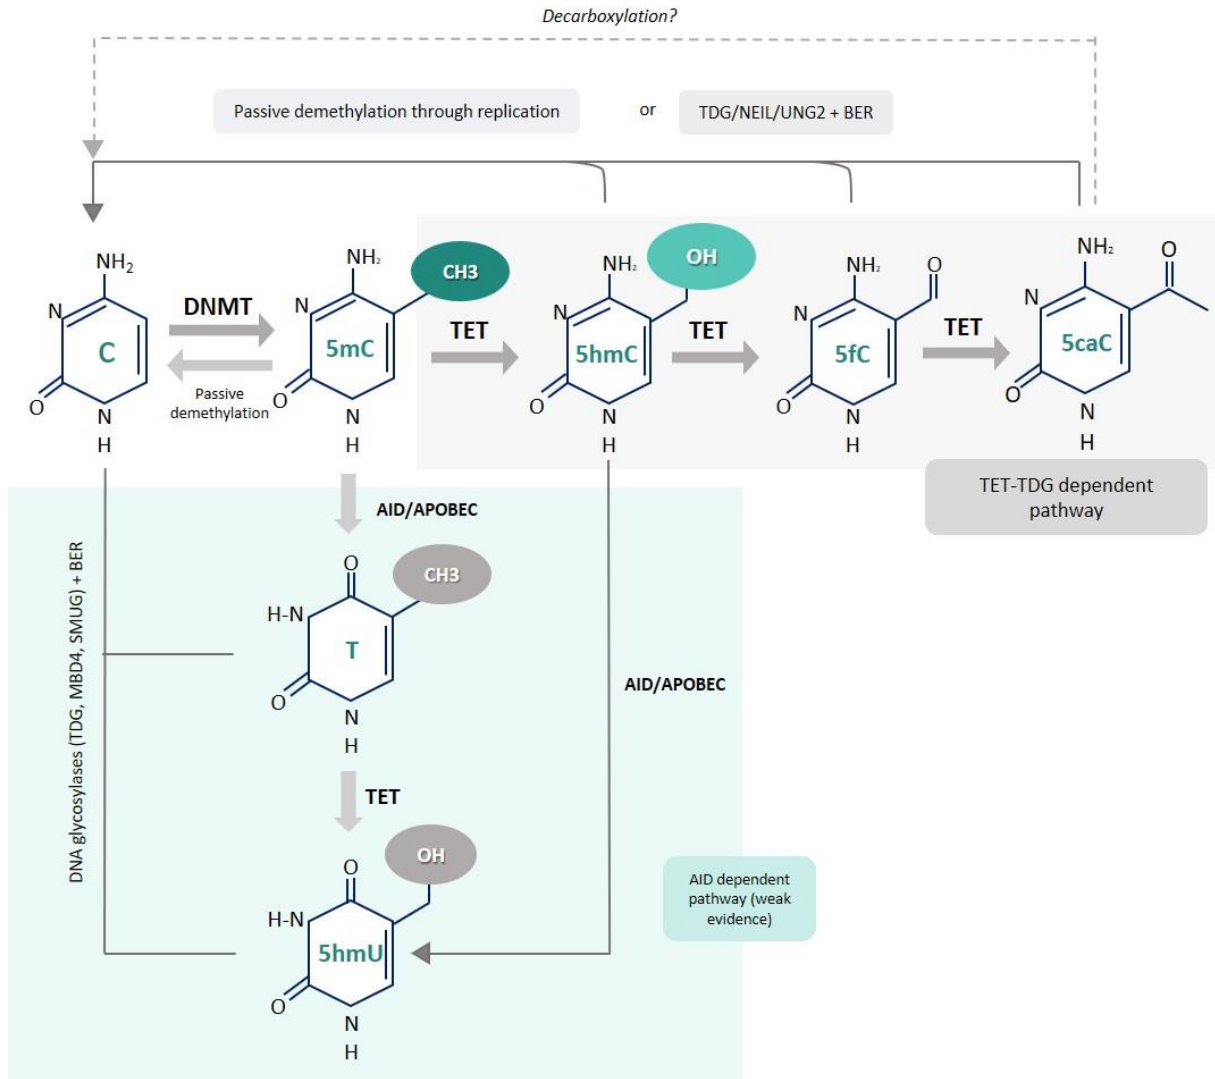 Decarboxylation?
Passive demethylation through replication
or
TDG/NEIL/UNG2 + BER
NH₂
N
C
O
N
H
DNMT
Passive
demethylation
NH₂
CH3
N
5mC
O
N
H
TET
NH₂
OH
N
5hmC
O
N
H
TET
NH₂
O
N
5fC
O
N
H
TET
NH₂
O
N
5caC
O
N
H
TET-TDG dependent
pathway
AID/APOBEC
DNA glycosylases (TDG, MBD4, SMUG) + BER
O
CH3
H-N
T
O
N
H
AID/APOBEC
TET
O
OH
H-N
5hmU
O
N
H
AID dependent
pathway (weak
evidence)